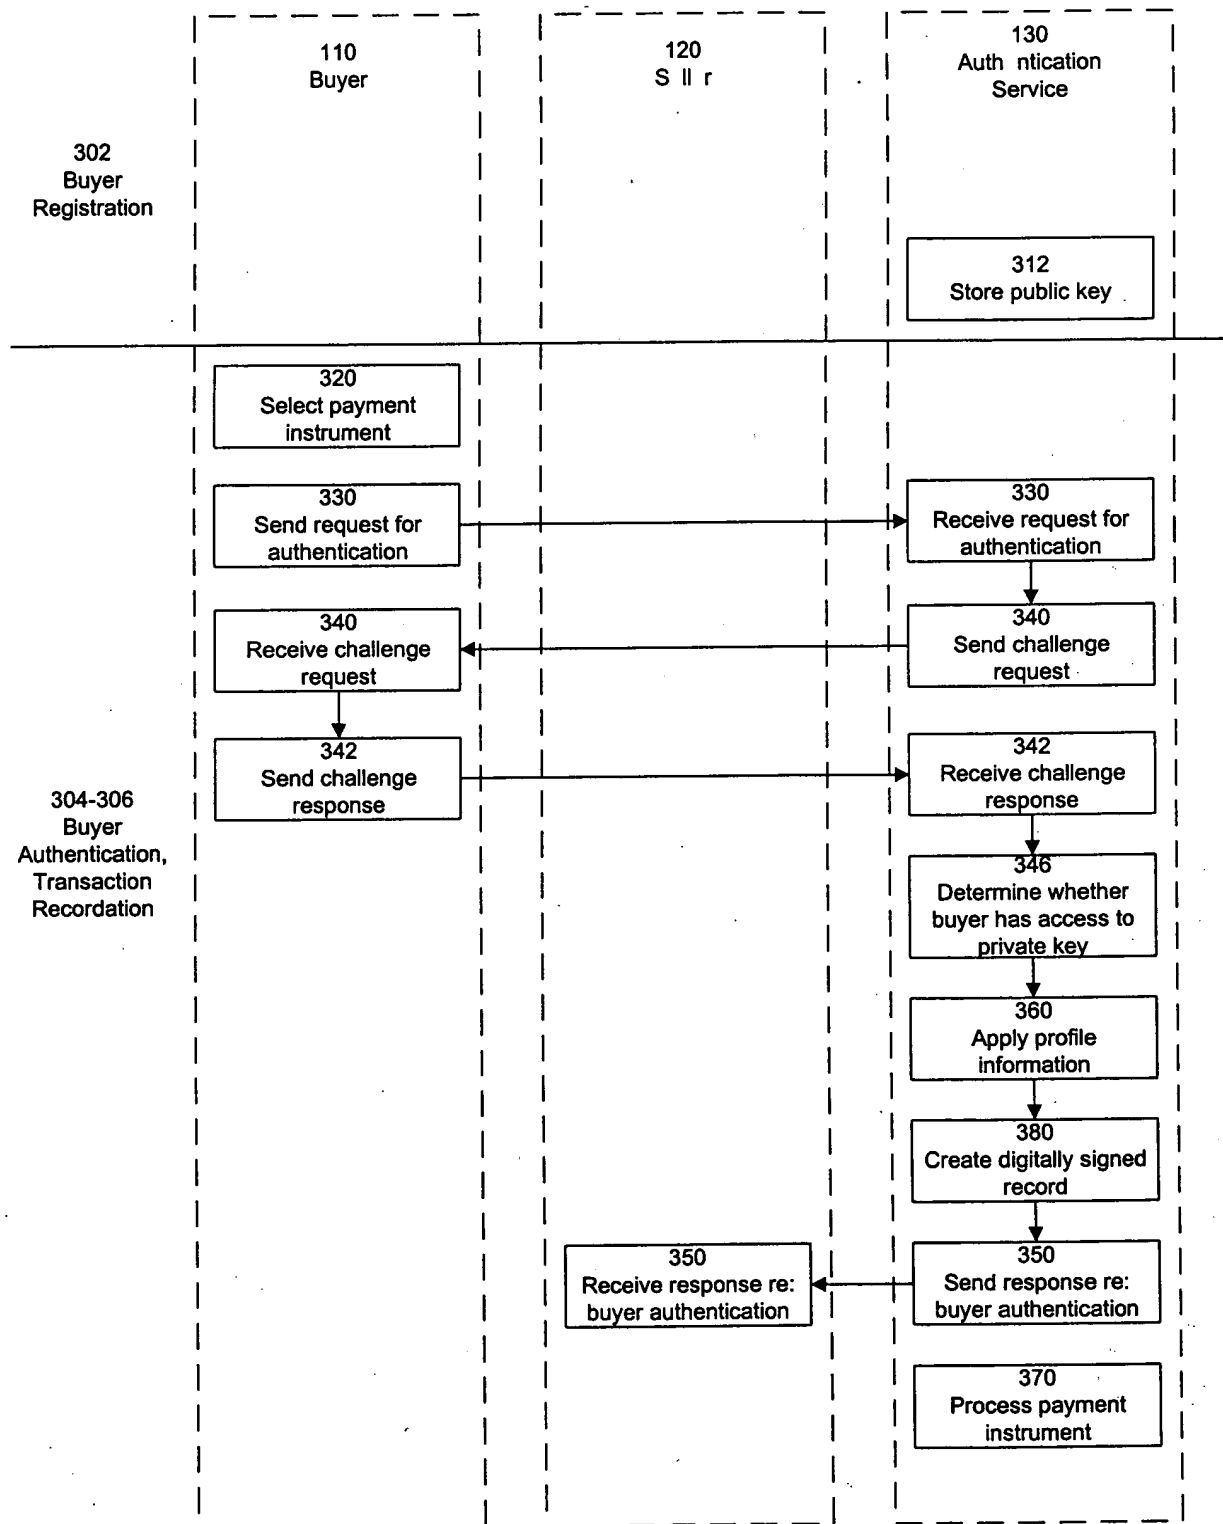 110
Buyer
120
S ll r
130
Auth ntication
Service
302
Buyer
Registration
312
Store public key
320
Select payment
instrument
330
Send request for
authentication
330
Receive request for
authentication
340
Receive challenge
request
340
Send challenge
request
342
Send challenge
response
342
Receive challenge
response
304-306
Buyer
Authentication,
Transaction
Recordation
346
Determine whether
buyer has access to
private key
360
Apply profile
information
380
Create digitally signed
record
350
Receive response re:
buyer authentication
350
Send response re:
buyer authentication
370
Process payment
instrument